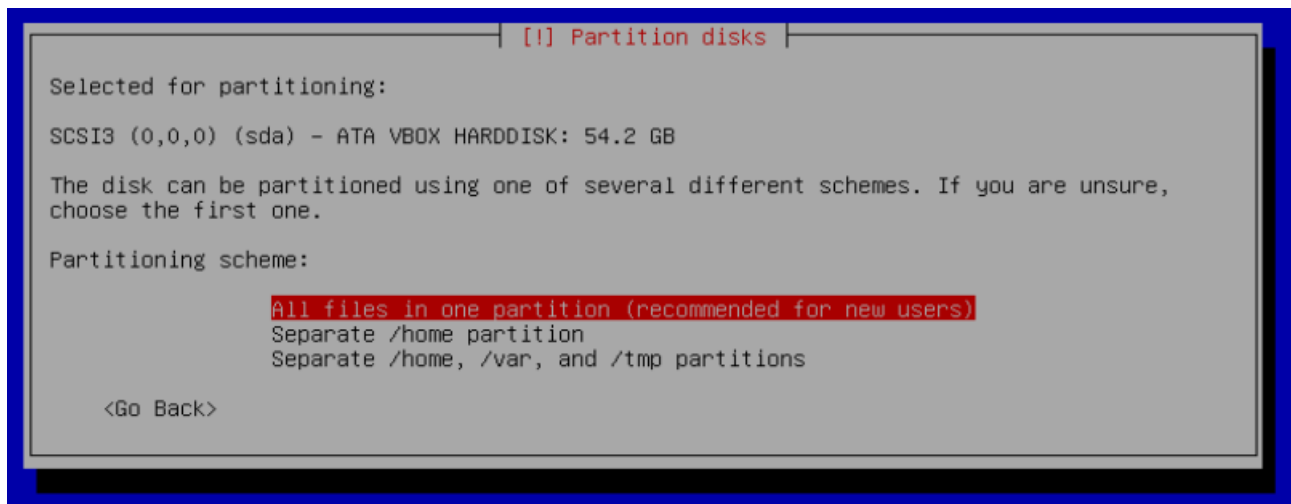 [!] Partition disks
Selected for partitioning:
SCSI3 (0,0,0) (sda) - ATA VBOX HARDDISK: 54.2 GB
The disk can be partitioned using one of several different schemes. If you are unsure,
choose the first one.
Partitioning scheme:
All files in one partition (recommended for new users)
Separate /home partition
Separate /home, /var, and /tmp partitions
<Go Back>